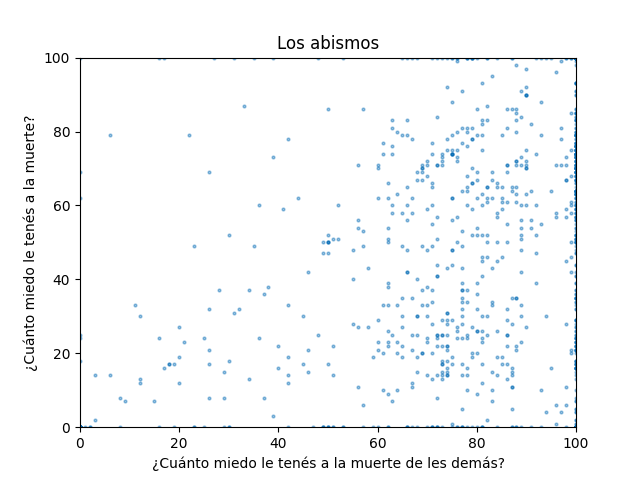 Los abismos
¿Cuánto miedo le tenés a la muerte?
100
80
60
40
20
0
0 20 40 60 80 100
¿Cuánto miedo le tenés a la muerte de les demás?